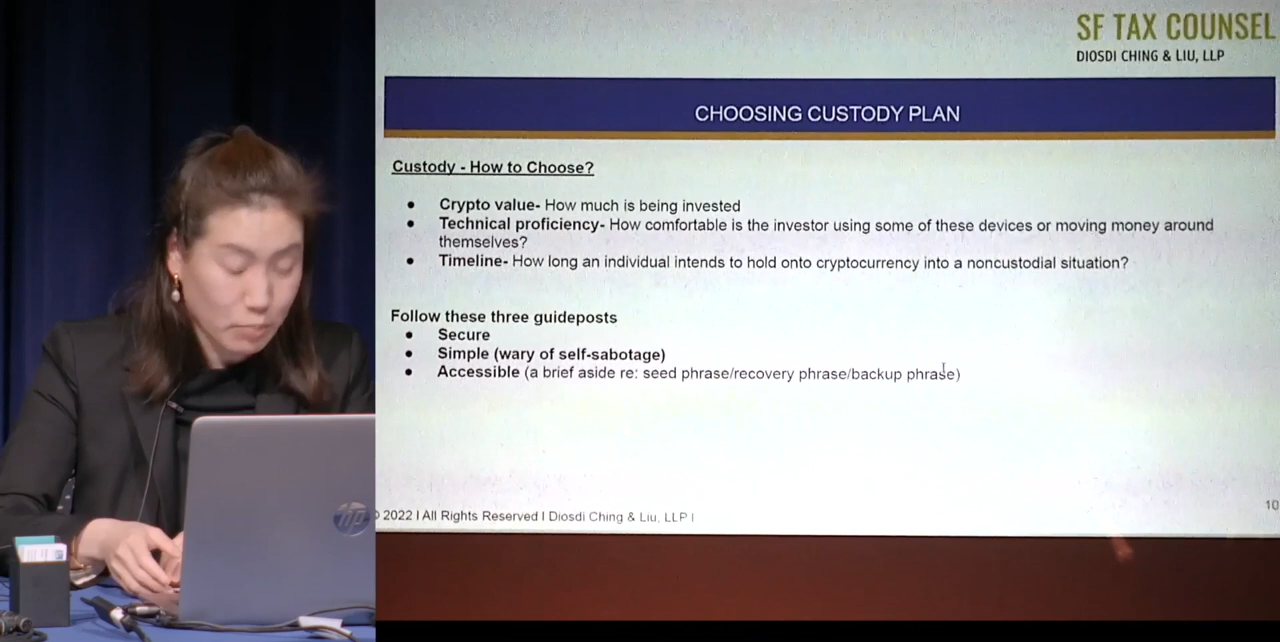 SF TAX COUNSEL
DIOSDI CHING & LIU, LLP
CHOOSING CUSTODY PLAN
Custody - How to Choose?
● Crypto value- How much is being invested
● Technical proficiency- How comfortable is the investor using some of these devices or moving money around
themselves?
● Timeline- How long an individual intends to hold onto cryptocurrency into a noncustodial situation?
Follow these three guideposts
● Secure
● Simple (wary of self-sabotage)
● Accessible (a brief aside re: seed phrase/recovery phrase/backup phrase)
© 2022 I All Rights Reserved I Diosdi Ching & Liu, LLP I
10
hp